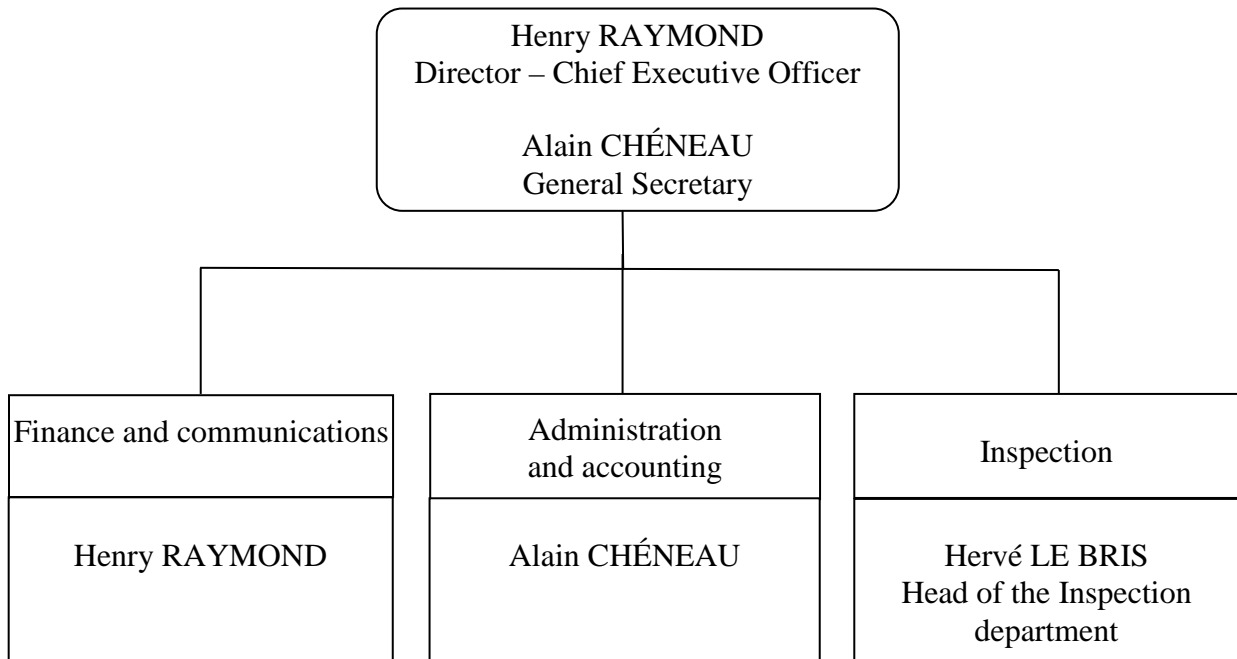 Henry RAYMOND
Director – Chief Executive Officer
Alain CHÉNEAU
General Secretary
Finance and communications
Henry RAYMOND
Administration
and accounting
Alain CHÉNEAU
Inspection
Hervé LE BRIS
Head of the Inspection
department